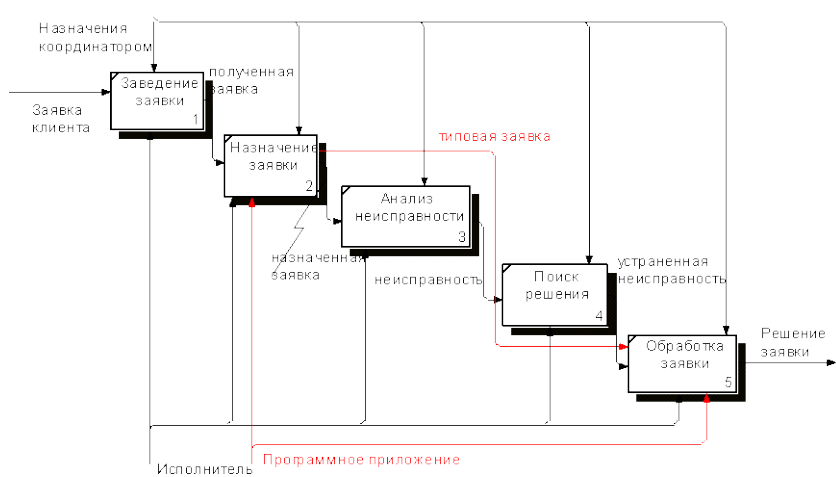 Назначения
координатором
полученная
заявка
Заведение
заявки
1
Заявка
клиента
типовая заявка
Назначение
заявки
2
Анализ
неисправности
3
назначенная
заявка
неисправность
устраненная
неисправность
Поиск
решения
4
Решение
заявки
Обработка
заявки
5
Исполнитель
Программное приложение